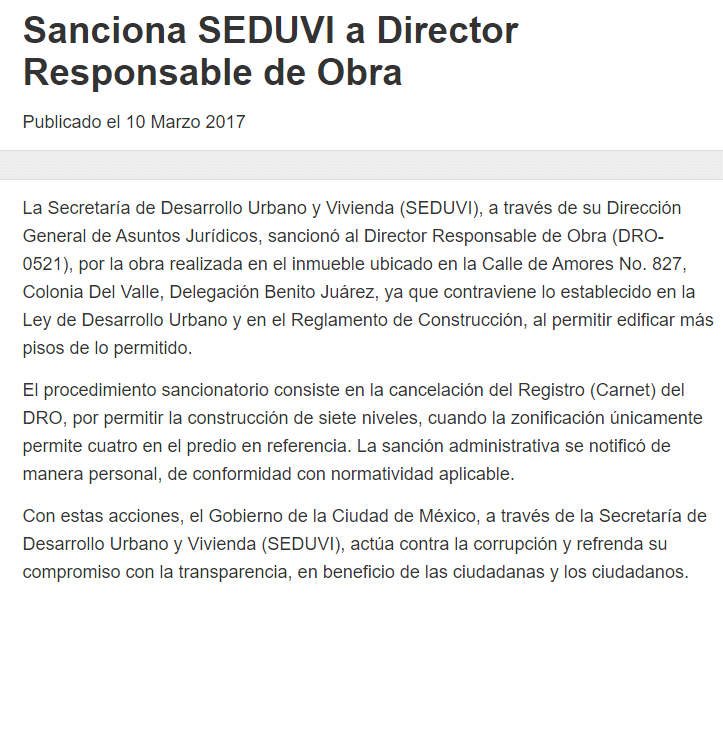 Sanciona SEDUVI a Director
Responsable de Obra
Publicado el 10 Marzo 2017
La Secretaría de Desarrollo Urbano y Vivienda (SEDUVI), a través de su Dirección
General de Asuntos Jurídicos, sancionó al Director Responsable de Obra (DRO-
0521), por la obra realizada en el inmueble ubicado en la Calle de Amores No. 827,
Colonia Del Valle, Delegación Benito Juárez, ya que contraviene lo establecido en la
Ley de Desarrollo Urbano y en el Reglamento de Construcción, al permitir edificar más
pisos de lo permitido.
El procedimiento sancionatorio consiste en la cancelación del Registro (Carnet) del
DRO, por permitir la construcción de siete niveles, cuando la zonificación únicamente
permite cuatro en el predio en referencia. La sanción administrativa se notificó de
manera personal, de conformidad con normatividad aplicable.
Con estas acciones, el Gobierno de la Ciudad de México, a través de la Secretaría de
Desarrollo Urbano y Vivienda (SEDUVI), actúa contra la corrupción y refrenda su
compromiso con la transparencia, en beneficio de las ciudadanas y los ciudadanos.